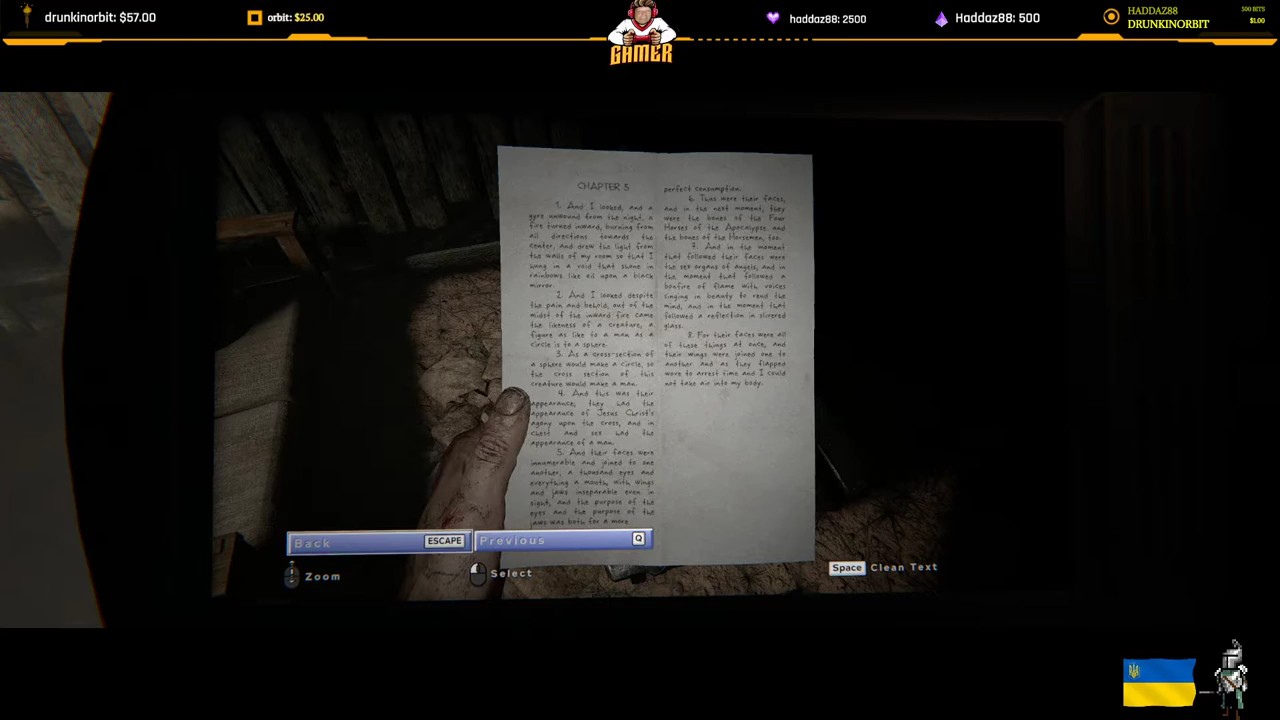 drunkinorbit: $57.00
orbit: $25.00
GAMER
haddaz88: 2500
Haddaz88: 500
HADDAZ88
DRUNKINORBIT
500 BITS
$1.00
CHAPTER 5
1. And I looked, and a
gyre unwound from the night, a
fire turned inward, burning from
all directions towards the
center, and drew the light from
the walls of my room so that I
hung in a void that shone in
rainbows like oil upon a black
mirror.
2. And I looked despite
the pain and behold, out of the
midst of the inward fire came
the likeness of a creature, a
figure as like to a man as a
circle is to a sphere.
3. As a cross-section of
a sphere would make a circle, so
the cross section of this
creature would make a man.
4. And this was their
appearance; they had the
appearance of Jesus Christ's
agony upon the cross, and in
chest and sex had the
appearance of a man.
5. And their faces were
innumerable and joined to one
another, a thousand eyes and
everything a mouth, with wings
and jaws inseparable even in
sight, and the purpose of the
eyes and the purpose of the
jaws was both for a more
perfect consumption.
6. Thus were their faces,
and in the next moment, they
were the bones of the Four
Horses of the Apocalypse, and
the bones of the Horsemen, too.
7. And in the moment
that followed their faces were
the sex organs of angels, and in
the moment that followed a
bonfire of flame with voices
singing in beauty to rend the
mind, and in the moment that
followed a reflection in slivered
glass.
8. For their faces were all
of these things at once, and
their wings were joined one to
another and as they flapped
wove to arrest time and I could
not take air into my body.
Back ESCAPE
Previous Q
Zoom
Select
Space Clean Text